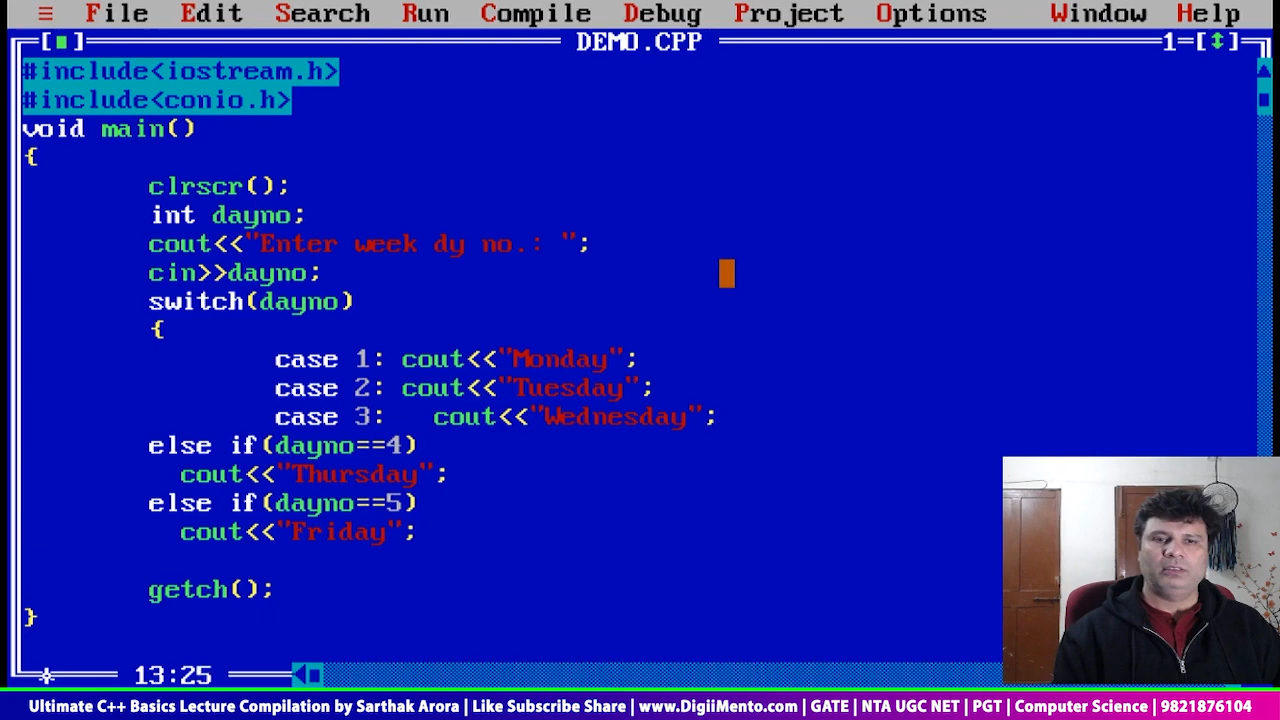 ≡ File Edit Search Run Compile Debug Project Options Window Help
[■] DEMO.CPP 1=[↕]
#include<iostream.h>
#include<conio.h>
void main()
{
clrscr();
int dayno;
cout<<"Enter week dy no.: ";
cin>>dayno;
switch(dayno)
{
case 1: cout<<"Monday";
case 2: cout<<"Tuesday";
case 3: cout<<"Wednesday";
else if(dayno==4)
cout<<"Thursday";
else if(dayno==5)
cout<<"Friday";
getch();
}
13:25
Ultimate C++ Basics Lecture Compilation by Sarthak Arora | Like Subscribe Share | www.DigiiMento.com | GATE | NTA UGC NET | PGT | Computer Science | 9821876104